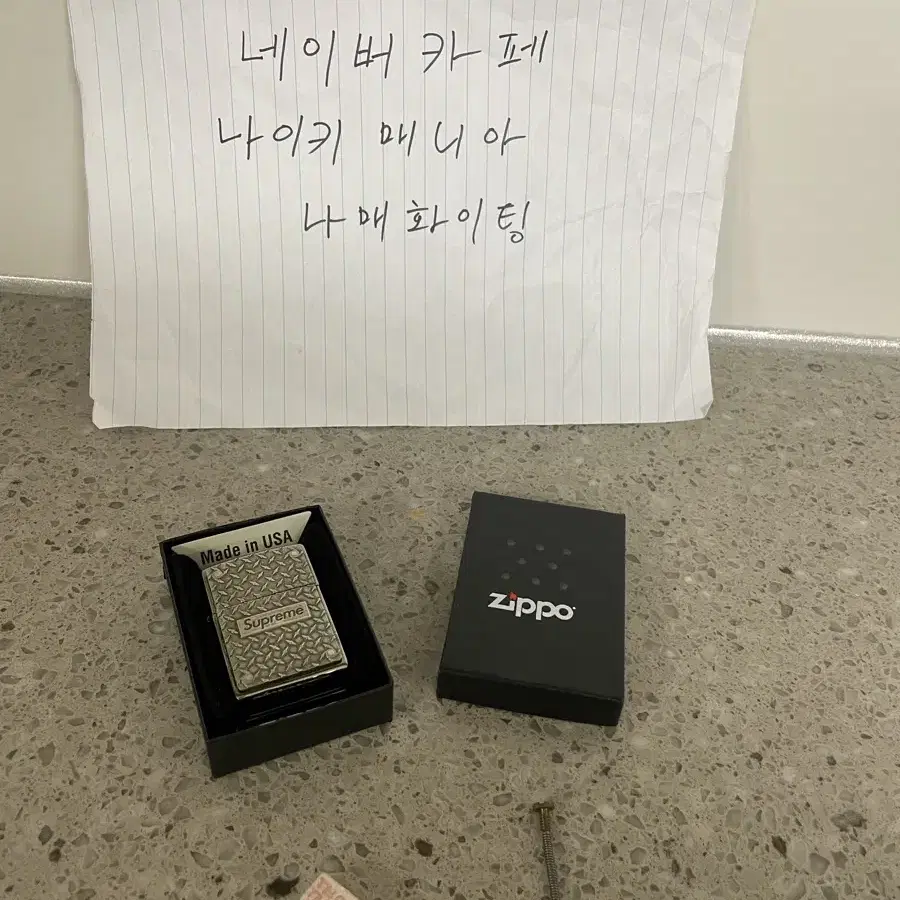 네이버 카페
나이키 매니아
나매화이팅
Made in USA
Supreme
zippo